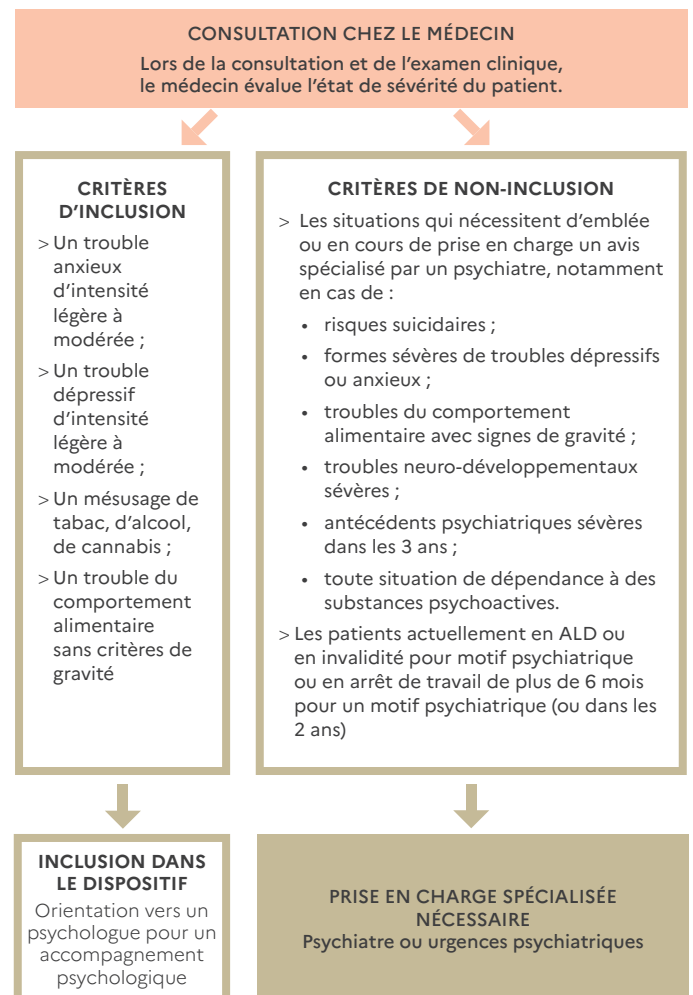 CONSULTATION CHEZ LE MÉDECIN
Lors de la consultation et de l'examen clinique,
le médecin évalue l'état de sévérité du patient.
CRITÈRES
D'INCLUSION
> Un trouble
anxieux
d'intensité
légère à
modérée ;
> Un trouble
dépressif
d'intensité
légère à
modérée ;
> Un mésusage de
tabac, d'alcool,
de cannabis ;
> Un trouble du
comportement
alimentaire
sans critères de
gravité
CRITÈRES DE NON-INCLUSION
> Les situations qui nécessitent d'emblée
ou en cours de prise en charge un avis
spécialisé par un psychiatre, notamment
en cas de :
• risques suicidaires ;
• formes sévères de troubles dépressifs
ou anxieux ;
• troubles du comportement
alimentaire avec signes de gravité ;
• troubles neuro-développementaux
sévères ;
• antécédents psychiatriques sévères
dans les 3 ans ;
• toute situation de dépendance à des
substances psychoactives.
> Les patients actuellement en ALD ou
en invalidité pour motif psychiatrique
ou en arrêt de travail de plus de 6 mois
pour un motif psychiatrique (ou dans les
2 ans)
INCLUSION DANS
LE DISPOSITIF
Orientation vers un
psychologue pour un
accompagnement
psychologique
PRISE EN CHARGE SPÉCIALISÉE
NÉCESSAIRE
Psychiatre ou urgences psychiatriques